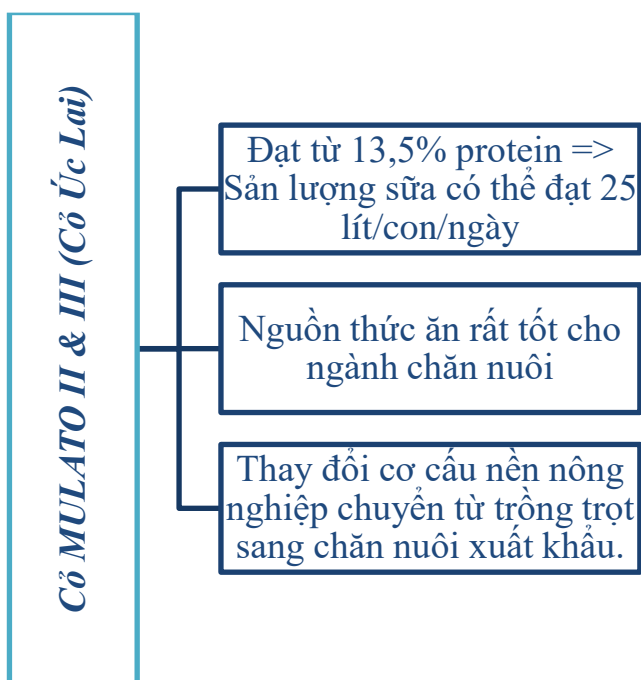 Cỏ MULATO II & III (Cỏ Úc Lai)
Đạt từ 13,5% protein =>
Sản lượng sữa có thể đạt 25
lít/con/ngày
Nguồn thức ăn rất tốt cho
ngành chăn nuôi
Thay đổi cơ cấu nền nông
nghiệp chuyển từ trồng trọt
sang chăn nuôi xuất khẩu.